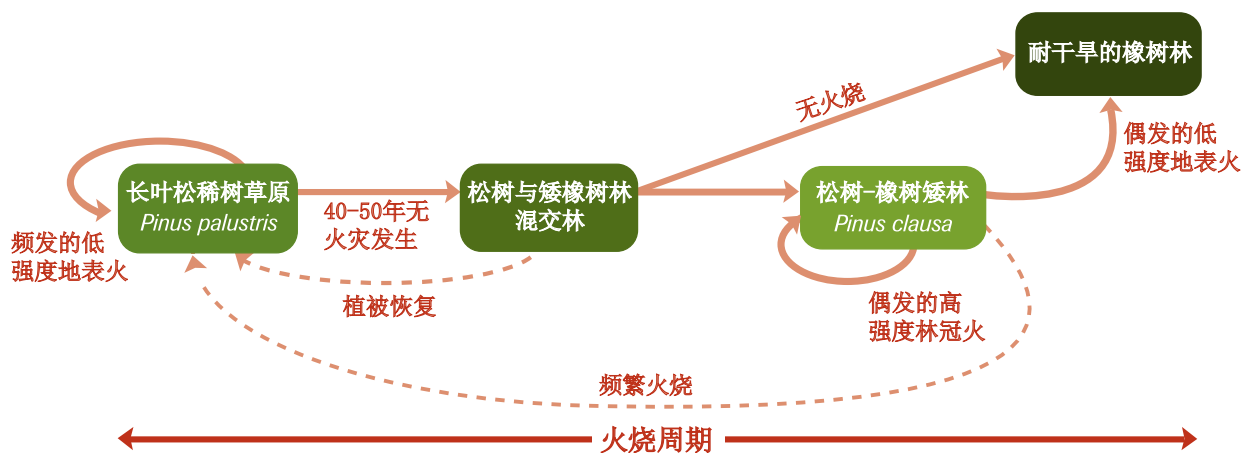 耐干旱的橡树林
无火烧
偶发的低
强度地表火
长叶松稀树草原
Pinus palustris
40-50年无
火灾发生
松树与矮橡树林
混交林
松树-橡树矮林
Pinus clausa
频发的低
强度地表火
植被恢复
偶发的高
强度林冠火
频繁火烧
火烧周期